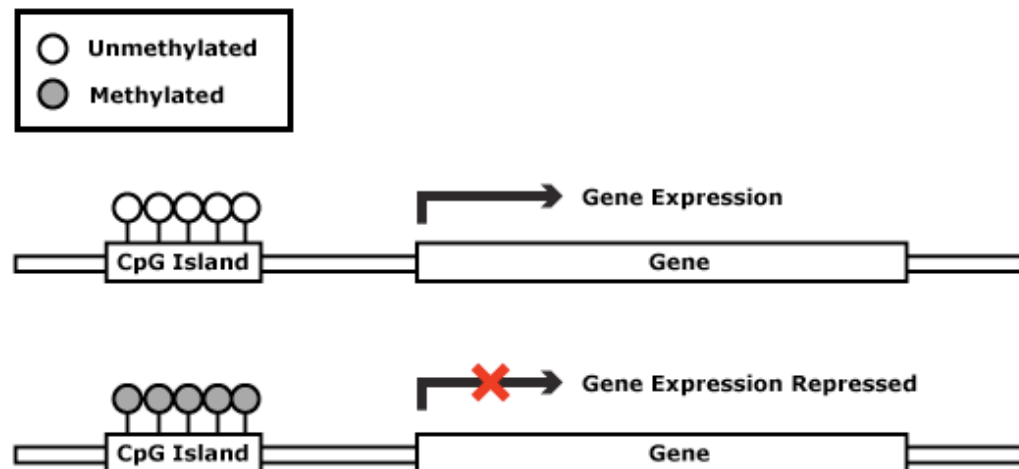 Unmethylated
Methylated
Gene Expression
CpG Island
Gene
Gene Expression Repressed
CpG Island
Gene